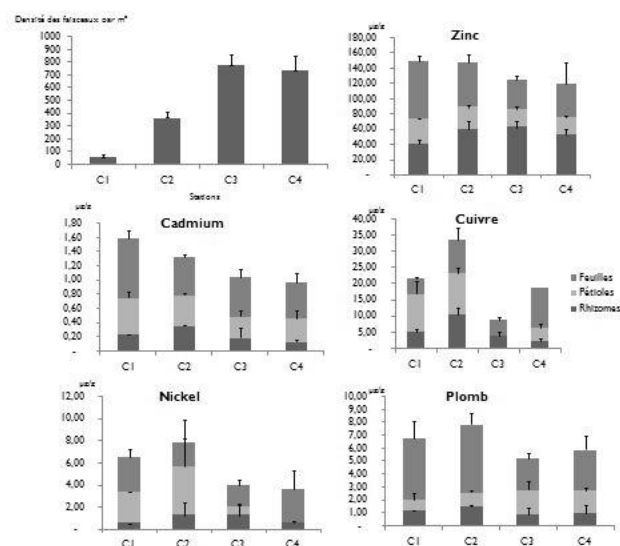 Densité des faisceaux par m²
1000
900
800
700
600
500
400
300
200
100
0
C1 C2 C3 C4
Stations
µg/g
Zinc
180,00
160,00
140,00
120,00
100,00
80,00
60,00
40,00
20,00
-
C1 C2 C3 C4
µg/g
Cadmium
1,80
1,60
1,40
1,20
1,00
0,80
0,60
0,40
0,20
-
C1 C2 C3 C4
µg/g
Cuivre
40,00
35,00
30,00
25,00
20,00
15,00
10,00
5,00
-
C1 C2 C3 C4
Feuilles
Pétioles
Rhizomes
µg/g
Nickel
12,00
10,00
8,00
6,00
4,00
2,00
-
C1 C2 C3 C4
µg/g
Plomb
10,00
9,00
8,00
7,00
6,00
5,00
4,00
3,00
2,00
1,00
-
C1 C2 C3 C4